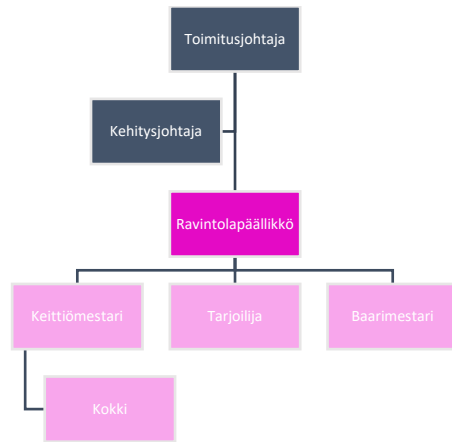 Toimitusjohtaja
Kehitysjohtaja
Ravintolapäällikkö
Keittiömestari
Tarjoilija
Baarimestari
Kokki